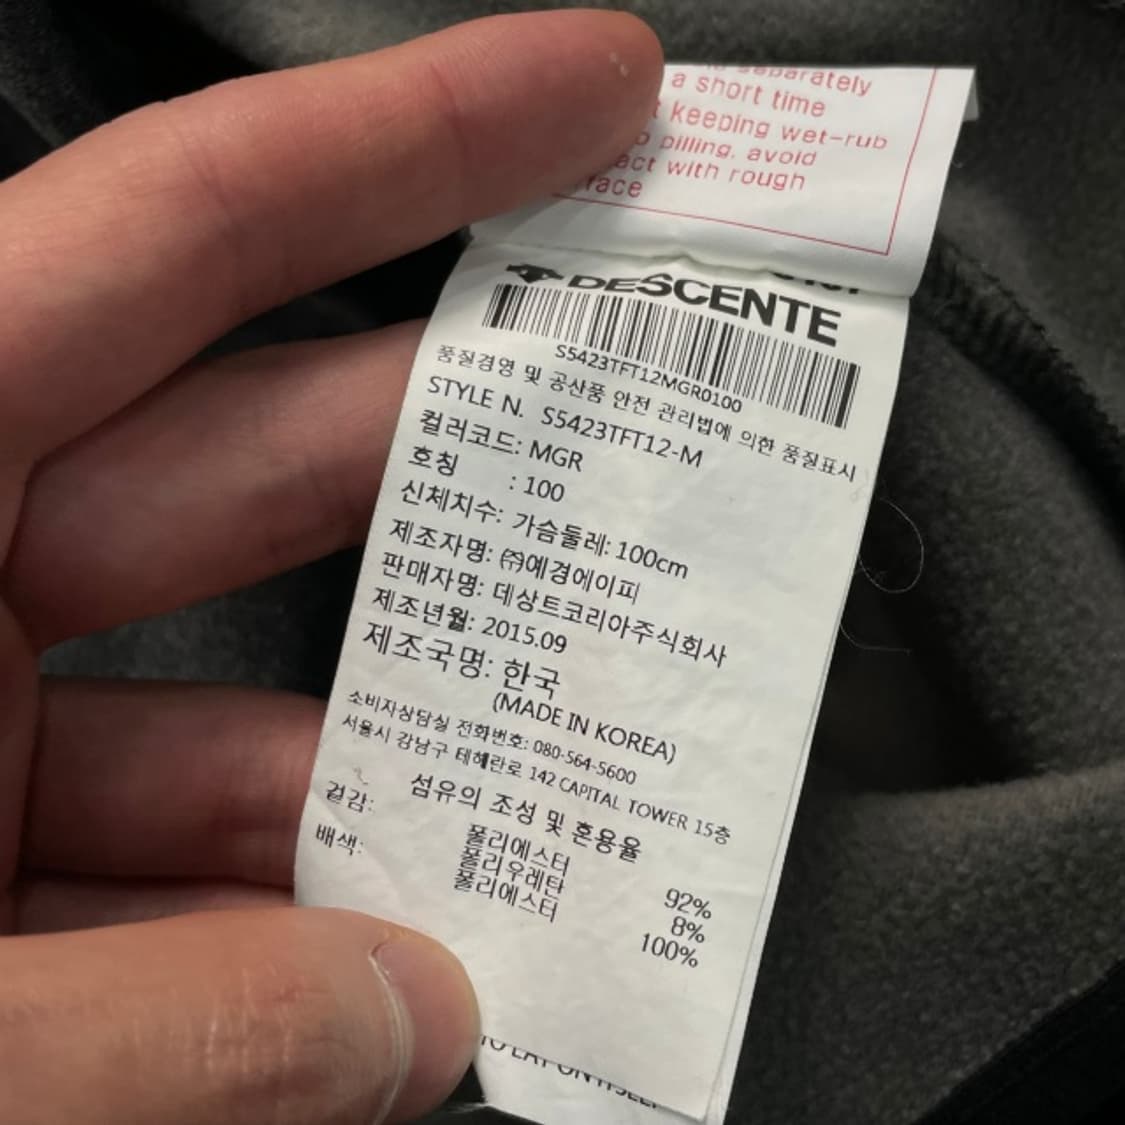 separately
a short time
keeping wet-rub
pilling, avoid
with rough
DESCENTE
S5423TFT12MGR0100
품질경영 및 공산품 안전 관리법에 의한 품질표시
STYLE N. S5423TFT12-M
컬러코드: MGR
호칭 : 100
신체치수: 가슴둘레: 100cm
제조자명: ㈜예경에이피
판매자명: 데상트코리아주식회사
제조년월: 2015.09
제조국명: 한국
(MADE IN KOREA)
소비자상담실 전화번호: 080-564-5600
서울시 강남구 테헤란로 142 CAPITAL TOWER 15층
섬유의 조성 및 혼용율
겉감: 폴리에스터 92%
폴리우레탄 8%
배색: 폴리에스터 100%